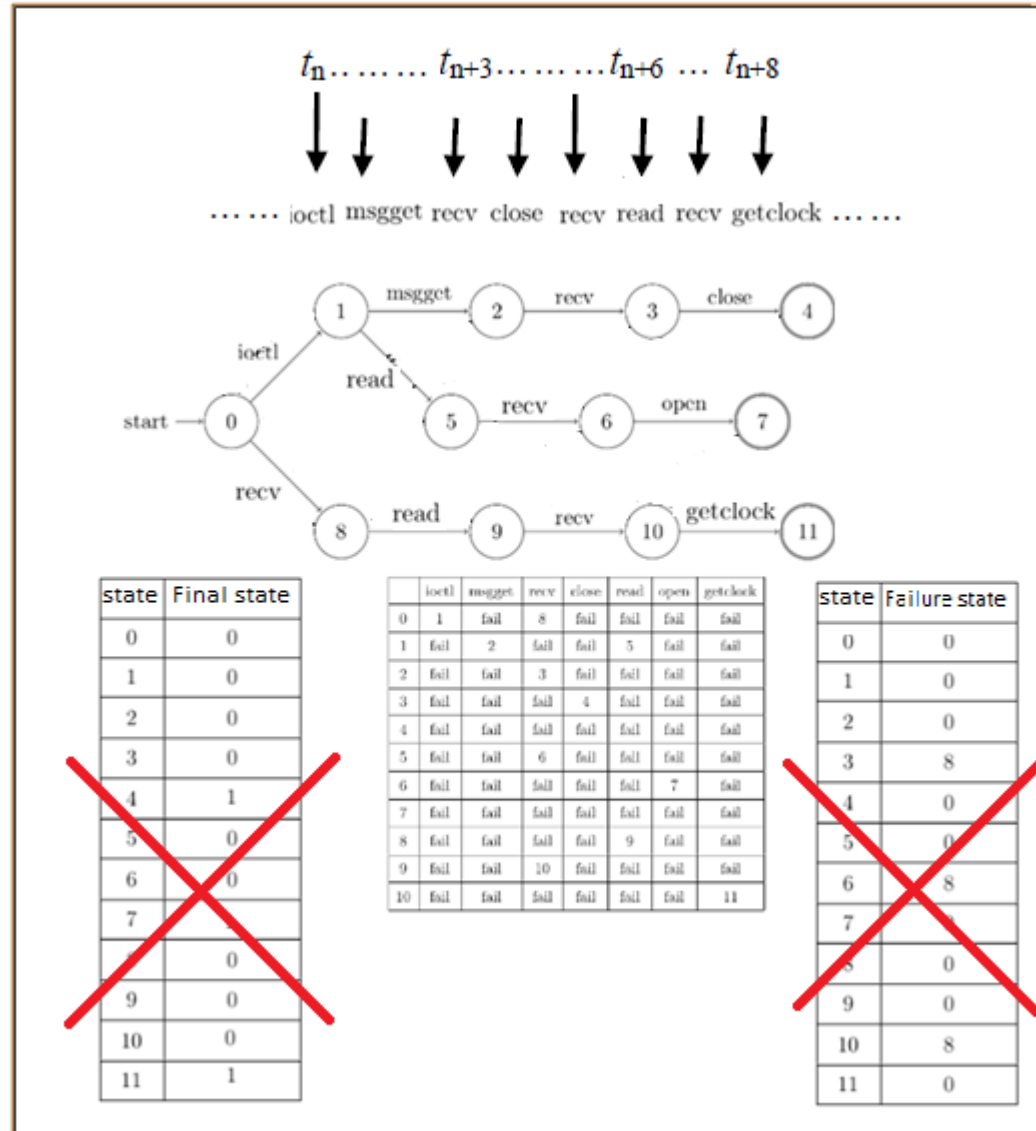 tn........ tn+3......... tn+6 ... tn+8
...... ioctl msgget recv close recv read recv getclock ......
1 msgget 2 recv 3 close 4
ioctl
read
start 0 5 recv 6 open 7
recv
8 read 9 recv 10 getclock 11
state Final state
0 0
1 0
2 0
3 0
4 1
5 0
6 0
7
0
9 0
10 0
11 1
ioctl msgget recv close read open getclock
0 1 fail 8 fail fail fail fail
1 fail 2 fail fail 5 fail fail
2 fail fail 3 fail fail fail fail
3 fail fail fail 4 fail fail fail
4 fail fail fail fail fail fail fail
5 fail fail 6 fail fail fail fail
6 fail fail fail fail fail 7 fail
7 fail fail fail fail fail fail fail
8 fail fail fail fail 9 fail fail
9 fail fail 10 fail fail fail fail
10 fail fail fail fail fail fail 11
state Failure state
0 0
1 0
2 0
3 8
4 0
5 0
6 8
7
8 0
9 0
10 8
11 0